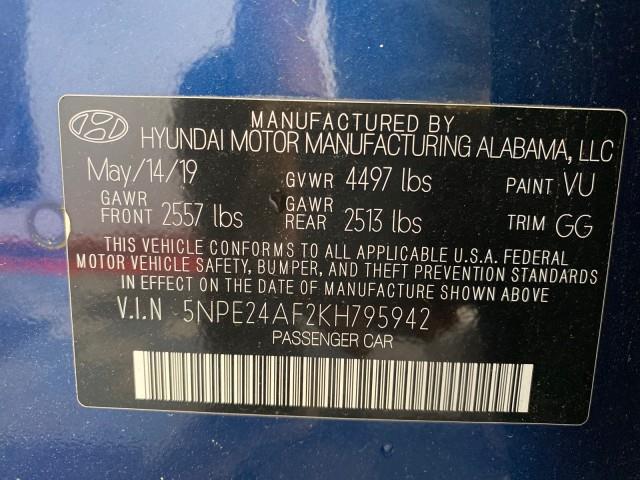 MANUFACTURED BY
HYUNDAI MOTOR MANUFACTURING ALABAMA, LLC
May/14/19 GVWR 4497 lbs PAINT VU
GAWR FRONT 2557 lbs GAWR REAR 2513 lbs TRIM GG
THIS VEHICLE CONFORMS TO ALL APPLICABLE U.S.A. FEDERAL
MOTOR VEHICLE SAFETY, BUMPER, AND THEFT PREVENTION STANDARDS
IN EFFECT ON THE DATE OF MANUFACTURE SHOWN ABOVE.
V.I.N 5NPE24AF2KH795942
PASSENGER CAR